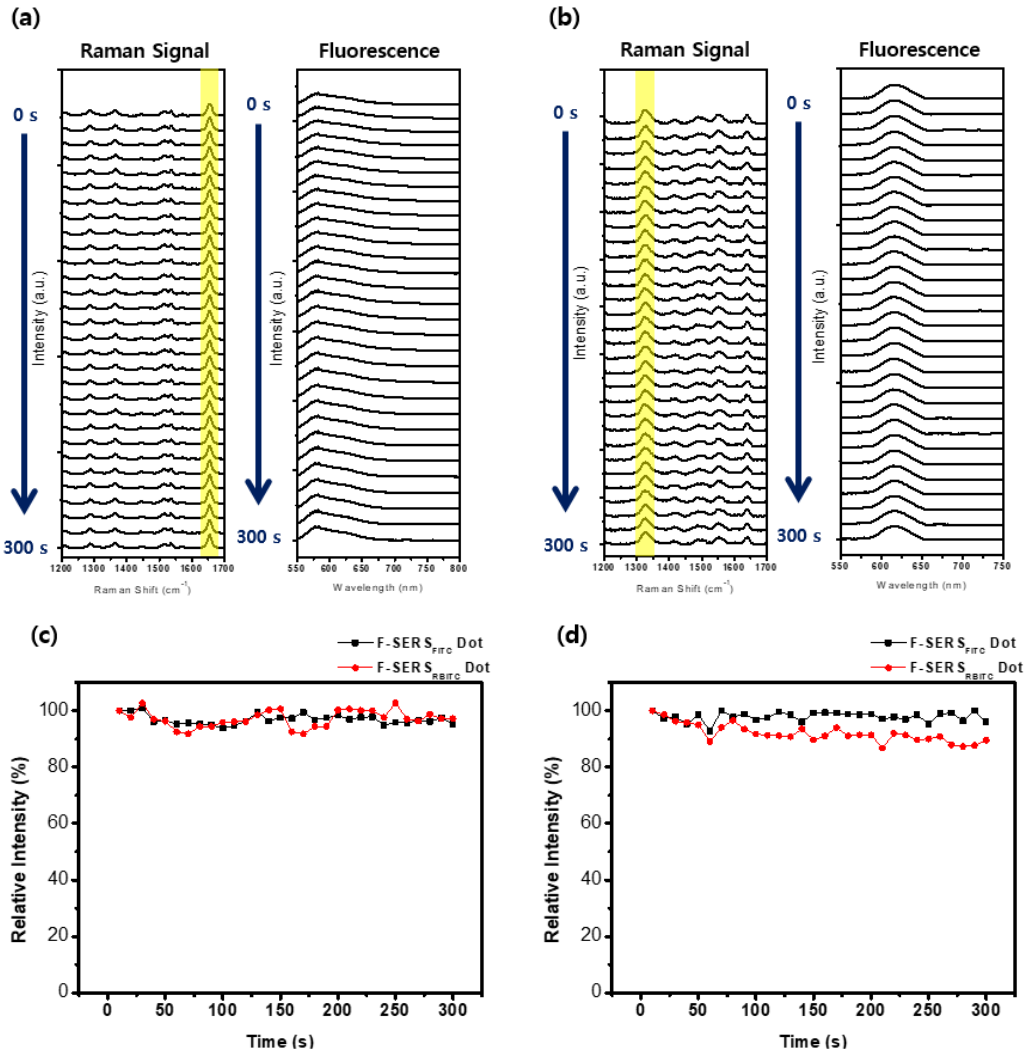 (a)
Raman Signal
Fluorescence
0 s
300 s
Intensity (a.u.)
1200 1300 1400 1500 1600 1700
Raman Shift (cm⁻¹)
0 s
300 s
Intensity (a.u.)
550 600 650 700 750 800
Wavelength (nm)
(b)
Raman Signal
Fluorescence
0 s
300 s
Intensity (a.u.)
1200 1300 1400 1500 1600 1700
Raman Shift (cm⁻¹)
0 s
300 s
Intensity (a.u.)
550 600 650 700 750
Wavelength (nm)
(c)
F-SERS_FITC Dot
F-SERS_RBITC Dot
Relative Intensity (%)
100
80
60
40
20
0
0 50 100 150 200 250 300
Time (s)
(d)
F-SERS_FITC Dot
F-SERS_RBITC Dot
Relative Intensity (%)
100
80
60
40
20
0
0 50 100 150 200 250 300
Time (s)